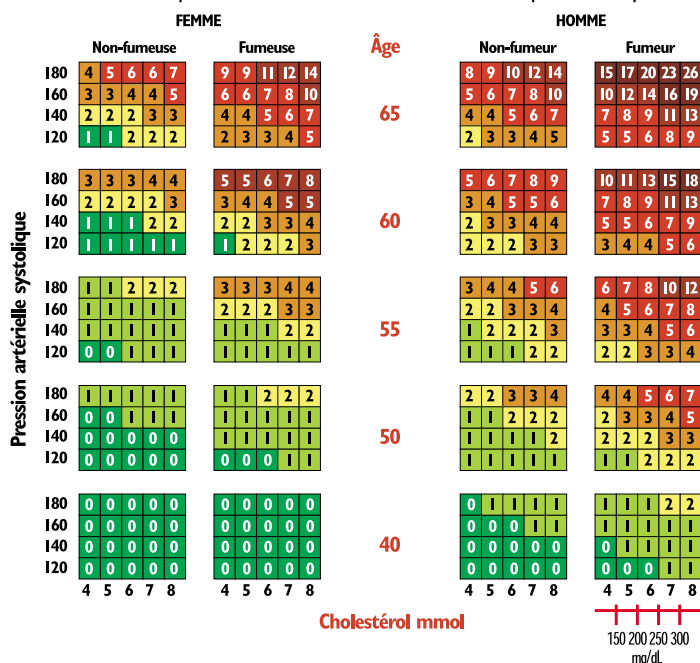 FEMME HOMME
Non-fumeuse Fumeuse Âge Non-fumeur Fumeur
180 4 5 6 6 7 9 9 11 12 14 8 9 10 12 14 15 17 20 23 26
160 3 3 4 4 5 6 6 7 8 10 5 6 7 8 10 10 12 14 16 19
65
140 2 2 2 3 3 4 4 5 6 7 4 4 5 6 7 7 8 9 11 13
120 1 1 2 2 2 2 3 3 4 5 2 3 3 4 5 5 5 6 8 9
180 3 3 3 4 4 5 5 6 7 8 5 6 7 8 9 10 11 13 15 18
160 2 2 2 2 3 3 4 4 5 5 3 4 5 5 6 7 8 9 11 13
60
140 1 1 1 2 2 2 2 3 3 4 2 3 3 4 4 5 5 6 7 9
120 1 1 1 1 1 1 2 2 2 3 2 2 2 3 3 3 4 4 5 6
Pression artérielle systolique
180 1 1 2 2 2 3 3 3 4 4 3 4 4 5 6 6 7 8 10 12
160 1 1 1 1 1 2 2 2 3 3 2 2 3 3 4 4 5 6 7 8
55
140 1 1 1 1 1 1 1 1 2 2 1 2 2 2 3 3 3 4 5 6
120 0 0 1 1 1 1 1 1 1 1 1 1 1 2 2 2 2 3 3 4
180 1 1 1 1 1 1 1 2 2 2 2 2 3 3 4 4 4 5 6 7
160 0 0 1 1 1 1 1 1 1 1 1 1 2 2 2 2 3 3 4 5
50
140 0 0 0 0 0 1 1 1 1 1 1 1 1 1 2 2 2 2 3 3
120 0 0 0 0 0 0 0 0 1 1 1 1 1 1 1 1 1 2 2 2
180 0 0 0 0 0 0 0 0 0 0 0 1 1 1 1 1 1 1 2 2
160 0 0 0 0 0 0 0 0 0 0 0 0 0 1 1 1 1 1 1 1
40
140 0 0 0 0 0 0 0 0 0 0 0 0 0 0 0 0 1 1 1 1
120 0 0 0 0 0 0 0 0 0 0 0 0 0 0 0 0 0 0 1 1
4 5 6 7 8 4 5 6 7 8 4 5 6 7 8 4 5 6 7 8
Cholestérol mmol
150 200 250 300
mg/dL